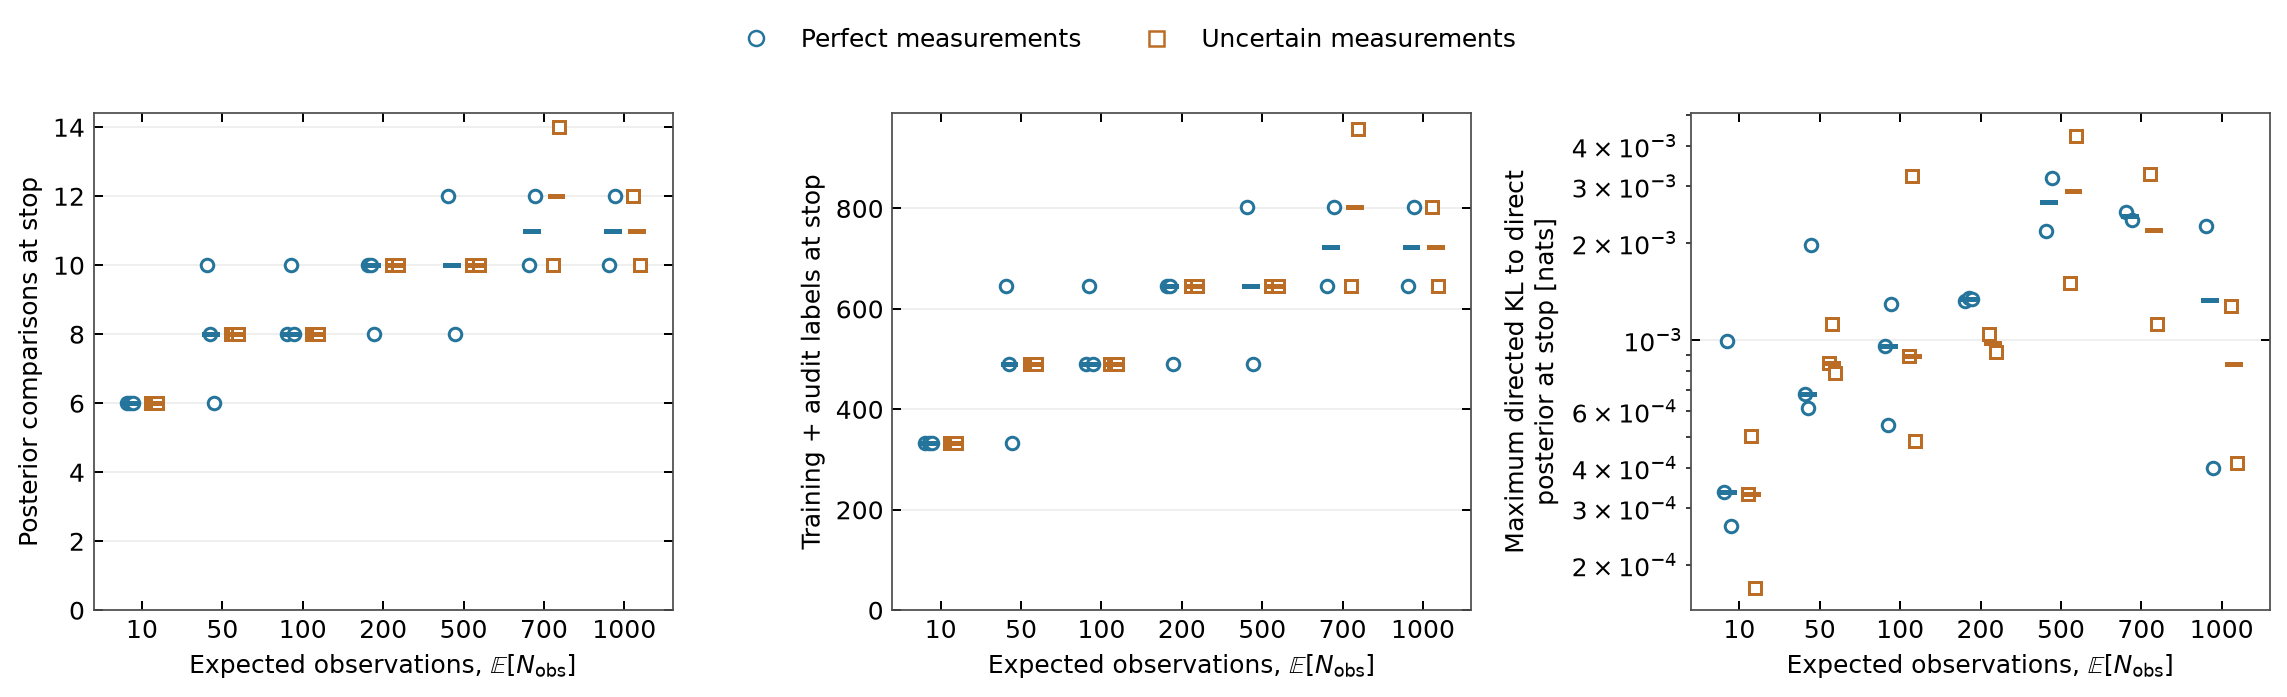 Perfect measurements
Uncertain measurements
Posterior comparisons at stop
14
12
10
8
6
4
2
0
10 50 100 200 500 700 1000
Expected observations, 𝔼[N_obs]
Training + audit labels at stop
800
600
400
200
0
10 50 100 200 500 700 1000
Expected observations, 𝔼[N_obs]
Maximum directed KL to direct
posterior at stop [nats]
4 × 10⁻³
3 × 10⁻³
2 × 10⁻³
10⁻³
6 × 10⁻⁴
4 × 10⁻⁴
3 × 10⁻⁴
2 × 10⁻⁴
10 50 100 200 500 700 1000
Expected observations, 𝔼[N_obs]